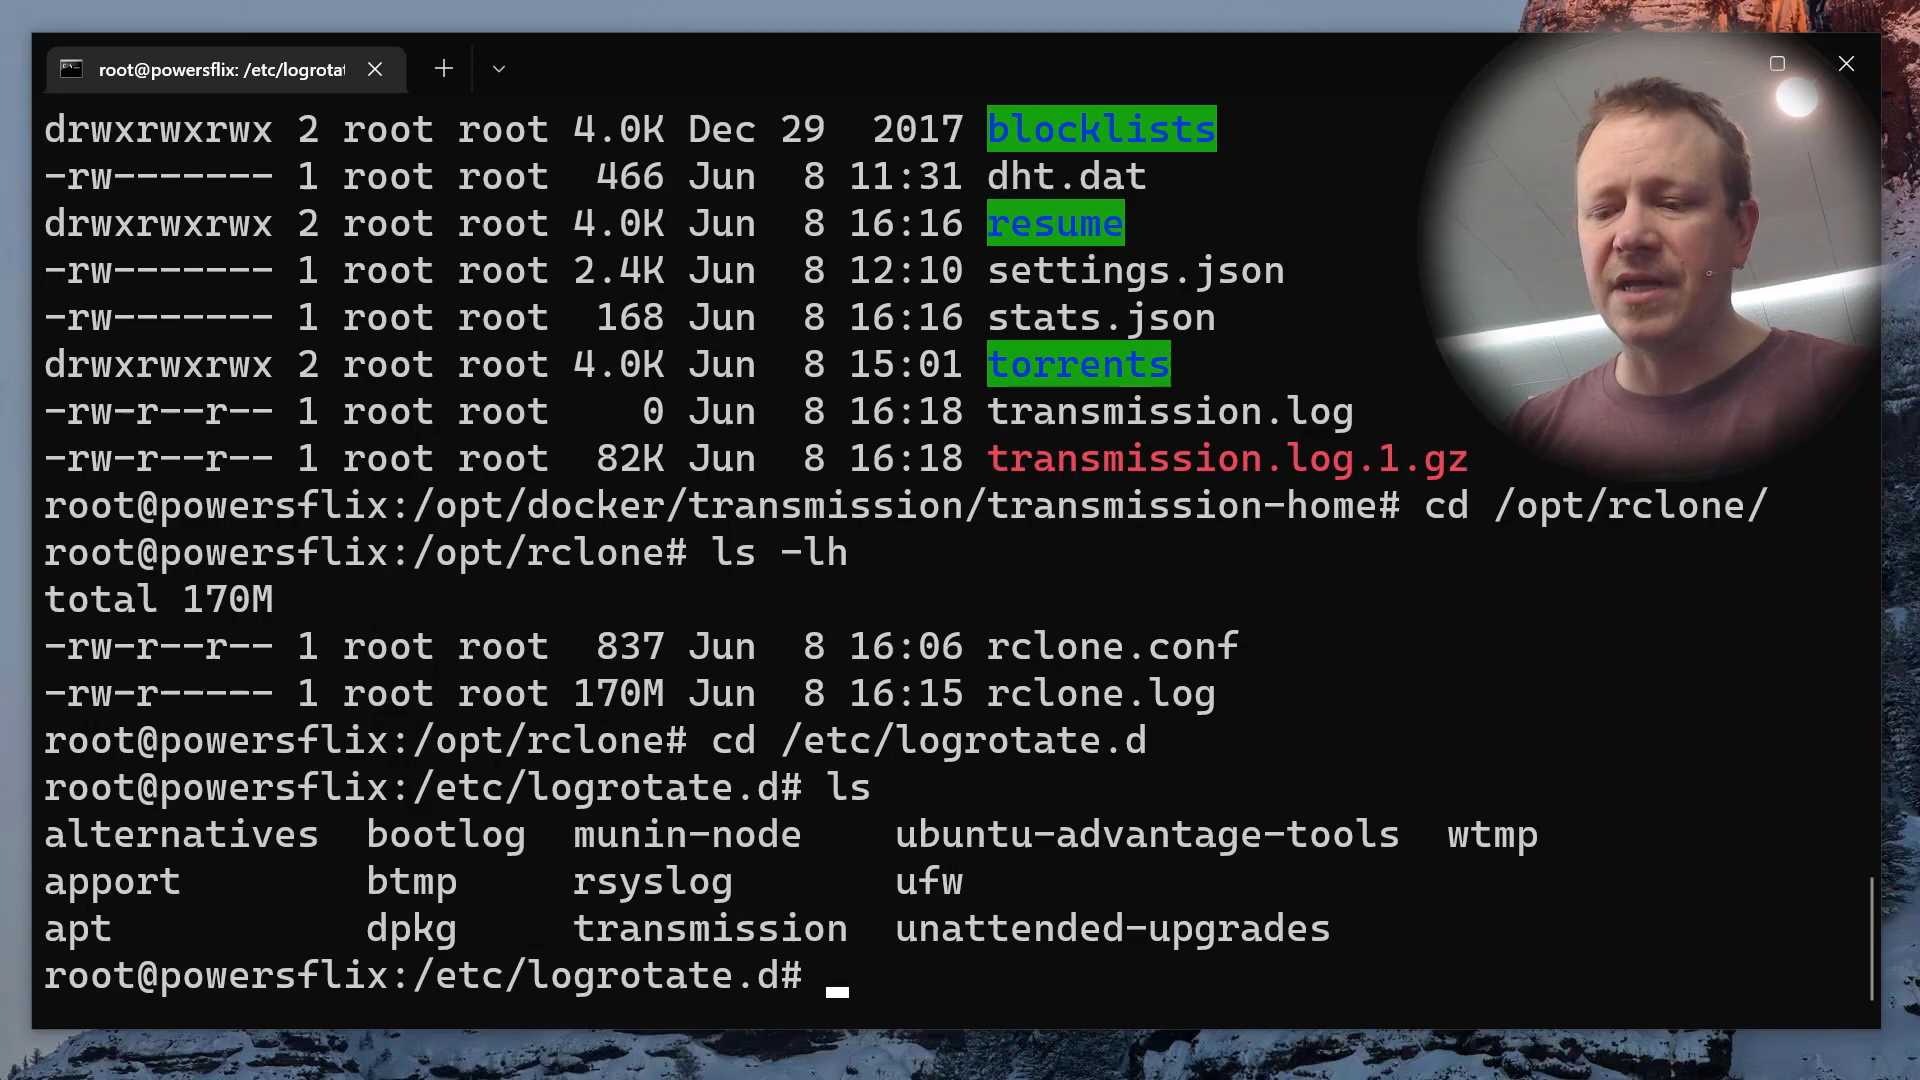 root@powersflix: /etc/logrotat
drwxrwxrwx 2 root root 4.0K Dec 29  2017 blocklists
-rw------- 1 root root  466 Jun  8 11:31 dht.dat
drwxrwxrwx 2 root root 4.0K Jun  8 16:16 resume
-rw------- 1 root root 2.4K Jun  8 12:10 settings.json
-rw------- 1 root root  168 Jun  8 16:16 stats.json
drwxrwxrwx 2 root root 4.0K Jun  8 15:01 torrents
-rw-r--r-- 1 root root    0 Jun  8 16:18 transmission.log
-rw-r--r-- 1 root root  82K Jun  8 16:18 transmission.log.1.gz
root@powersflix:/opt/docker/transmission/transmission-home# cd /opt/rclone/
root@powersflix:/opt/rclone# ls -lh
total 170M
-rw-r--r-- 1 root root  837 Jun  8 16:06 rclone.conf
-rw-r----- 1 root root 170M Jun  8 16:15 rclone.log
root@powersflix:/opt/rclone# cd /etc/logrotate.d
root@powersflix:/etc/logrotate.d# ls
alternatives  bootlog  munin-node    ubuntu-advantage-tools  wtmp
apport        btmp     rsyslog       ufw
apt           dpkg     transmission  unattended-upgrades
root@powersflix:/etc/logrotate.d#